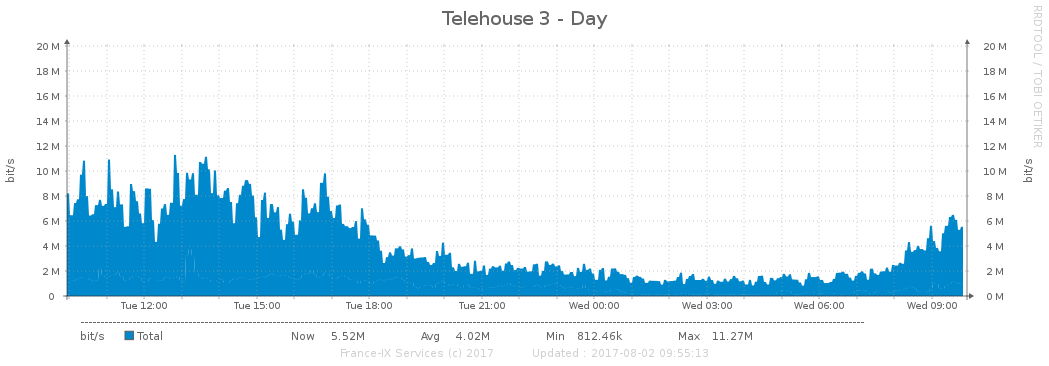 Telehouse 3 - Day
RRDTOOL / TOBI OETIKER
bit/s
bit/s
20 M 20 M
18 M 18 M
16 M 16 M
14 M 14 M
12 M 12 M
10 M 10 M
8 M 8 M
6 M 6 M
4 M 4 M
2 M 2 M
0 0 M
Tue 12:00 Tue 15:00 Tue 18:00 Tue 21:00 Wed 00:00 Wed 03:00 Wed 06:00 Wed 09:00
bit/s Total Now 5.52M Avg 4.02M Min 812.46k Max 11.27M
France-IX Services (c) 2017 Updated : 2017-08-02 09:55:13